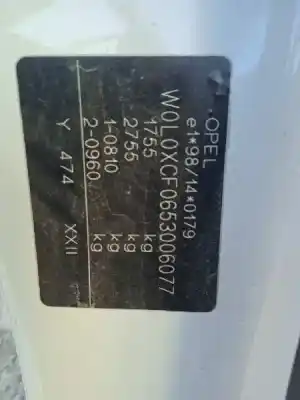 .OPEL
e1*98/14*0179
W0L0XCF0653006077
1755 kg
2755 kg
1-0810 kg
2-0960 kg
Y 474 XXII